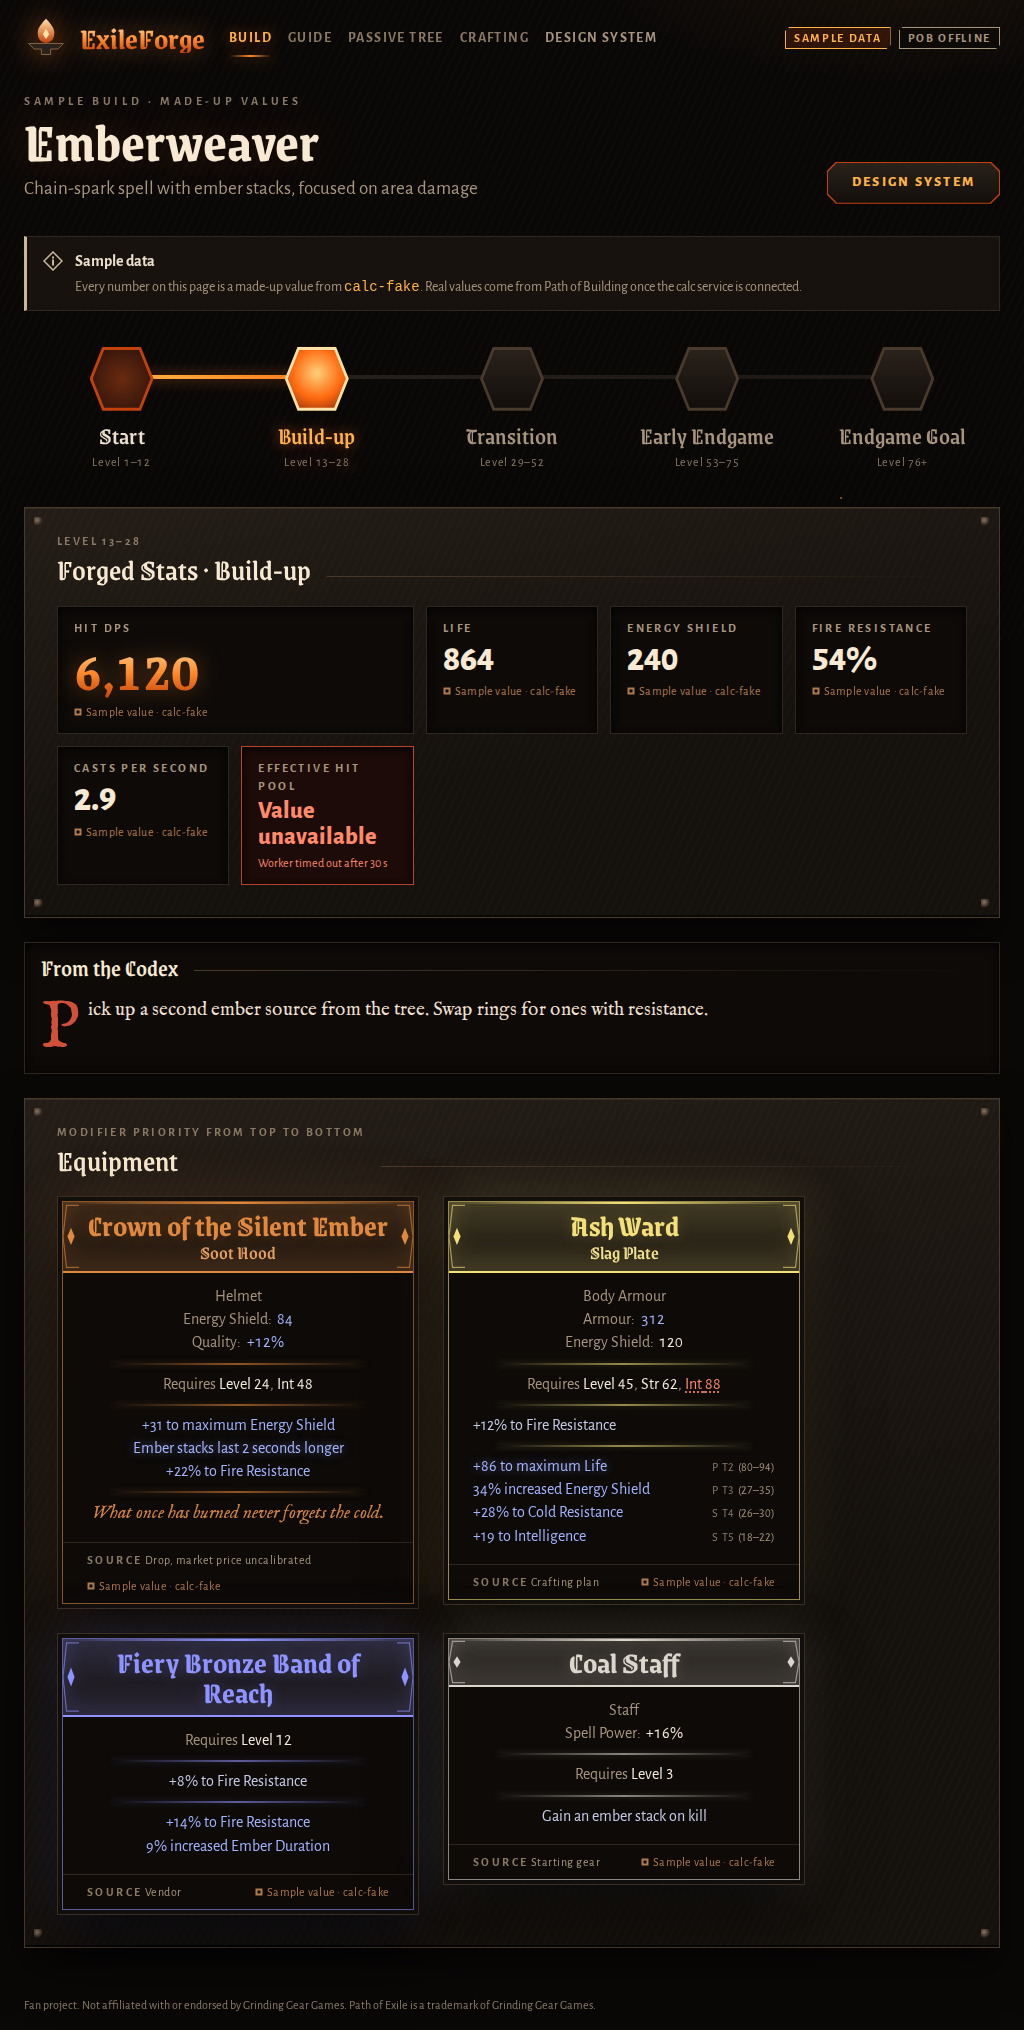 ExileForge
BUILD
GUIDE
PASSIVE TREE
CRAFTING
DESIGN SYSTEM
SAMPLE DATA
POB OFFLINE
SAMPLE BUILD · MADE-UP VALUES
Emberweaver
Chain-spark spell with ember stacks, focused on area damage
DESIGN SYSTEM
Sample data
Every number on this page is a made-up value from calc-fake. Real values come from Path of Building once the calc service is connected.
Start
Level 1–12
Build-up
Level 13–28
Transition
Level 29–52
Early Endgame
Level 53–75
Endgame Goal
Level 76+
LEVEL 13–28
Forged Stats · Build-up
HIT DPS
6,120
Sample value · calc-fake
LIFE
864
Sample value · calc-fake
ENERGY SHIELD
240
Sample value · calc-fake
FIRE RESISTANCE
54%
Sample value · calc-fake
CASTS PER SECOND
2.9
Sample value · calc-fake
EFFECTIVE HIT
POOL
Value
unavailable
Worker timed out after 30 s
From the Codex
Pick up a second ember source from the tree. Swap rings for ones with resistance.
MODIFIER PRIORITY FROM TOP TO BOTTOM
Equipment
Crown of the Silent Ember
Soot Hood
Helmet
Energy Shield: 84
Quality: +12%
Requires Level 24, Int 48
+31 to maximum Energy Shield
Ember stacks last 2 seconds longer
+22% to Fire Resistance
What once has burned never forgets the cold.
SOURCE Drop, market price uncalibrated
Sample value · calc-fake
Ash Ward
Slag Plate
Body Armour
Armour: 312
Energy Shield: 120
Requires Level 45, Str 62, Int 88
+12% to Fire Resistance
+86 to maximum Life P T2 (80–94)
34% increased Energy Shield P T3 (27–35)
+28% to Cold Resistance S T4 (26–30)
+19 to Intelligence S T5 (18–22)
SOURCE Crafting plan
Sample value · calc-fake
Fiery Bronze Band of
Reach
Requires Level 12
+8% to Fire Resistance
+14% to Fire Resistance
9% increased Ember Duration
SOURCE Vendor
Sample value · calc-fake
Coal Staff
Staff
Spell Power: +16%
Requires Level 3
Gain an ember stack on kill
SOURCE Starting gear
Sample value · calc-fake
Fan project. Not affiliated with or endorsed by Grinding Gear Games. Path of Exile is a trademark of Grinding Gear Games.